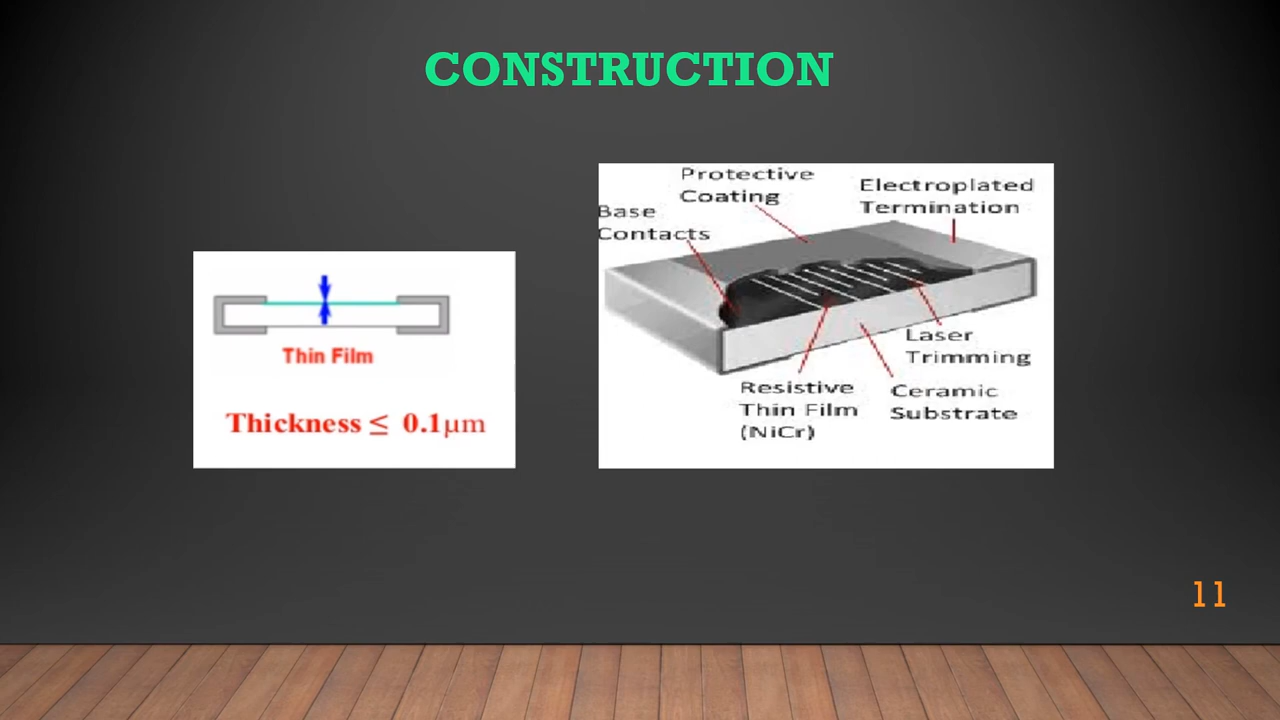 CONSTRUCTION
Thin Film
Thickness ≤ 0.1μm
Protective
Coating
Electroplated
Termination
Base
Contacts
Laser
Trimming
Resistive
Thin Film
(NiCr)
Ceramic
Substrate
11